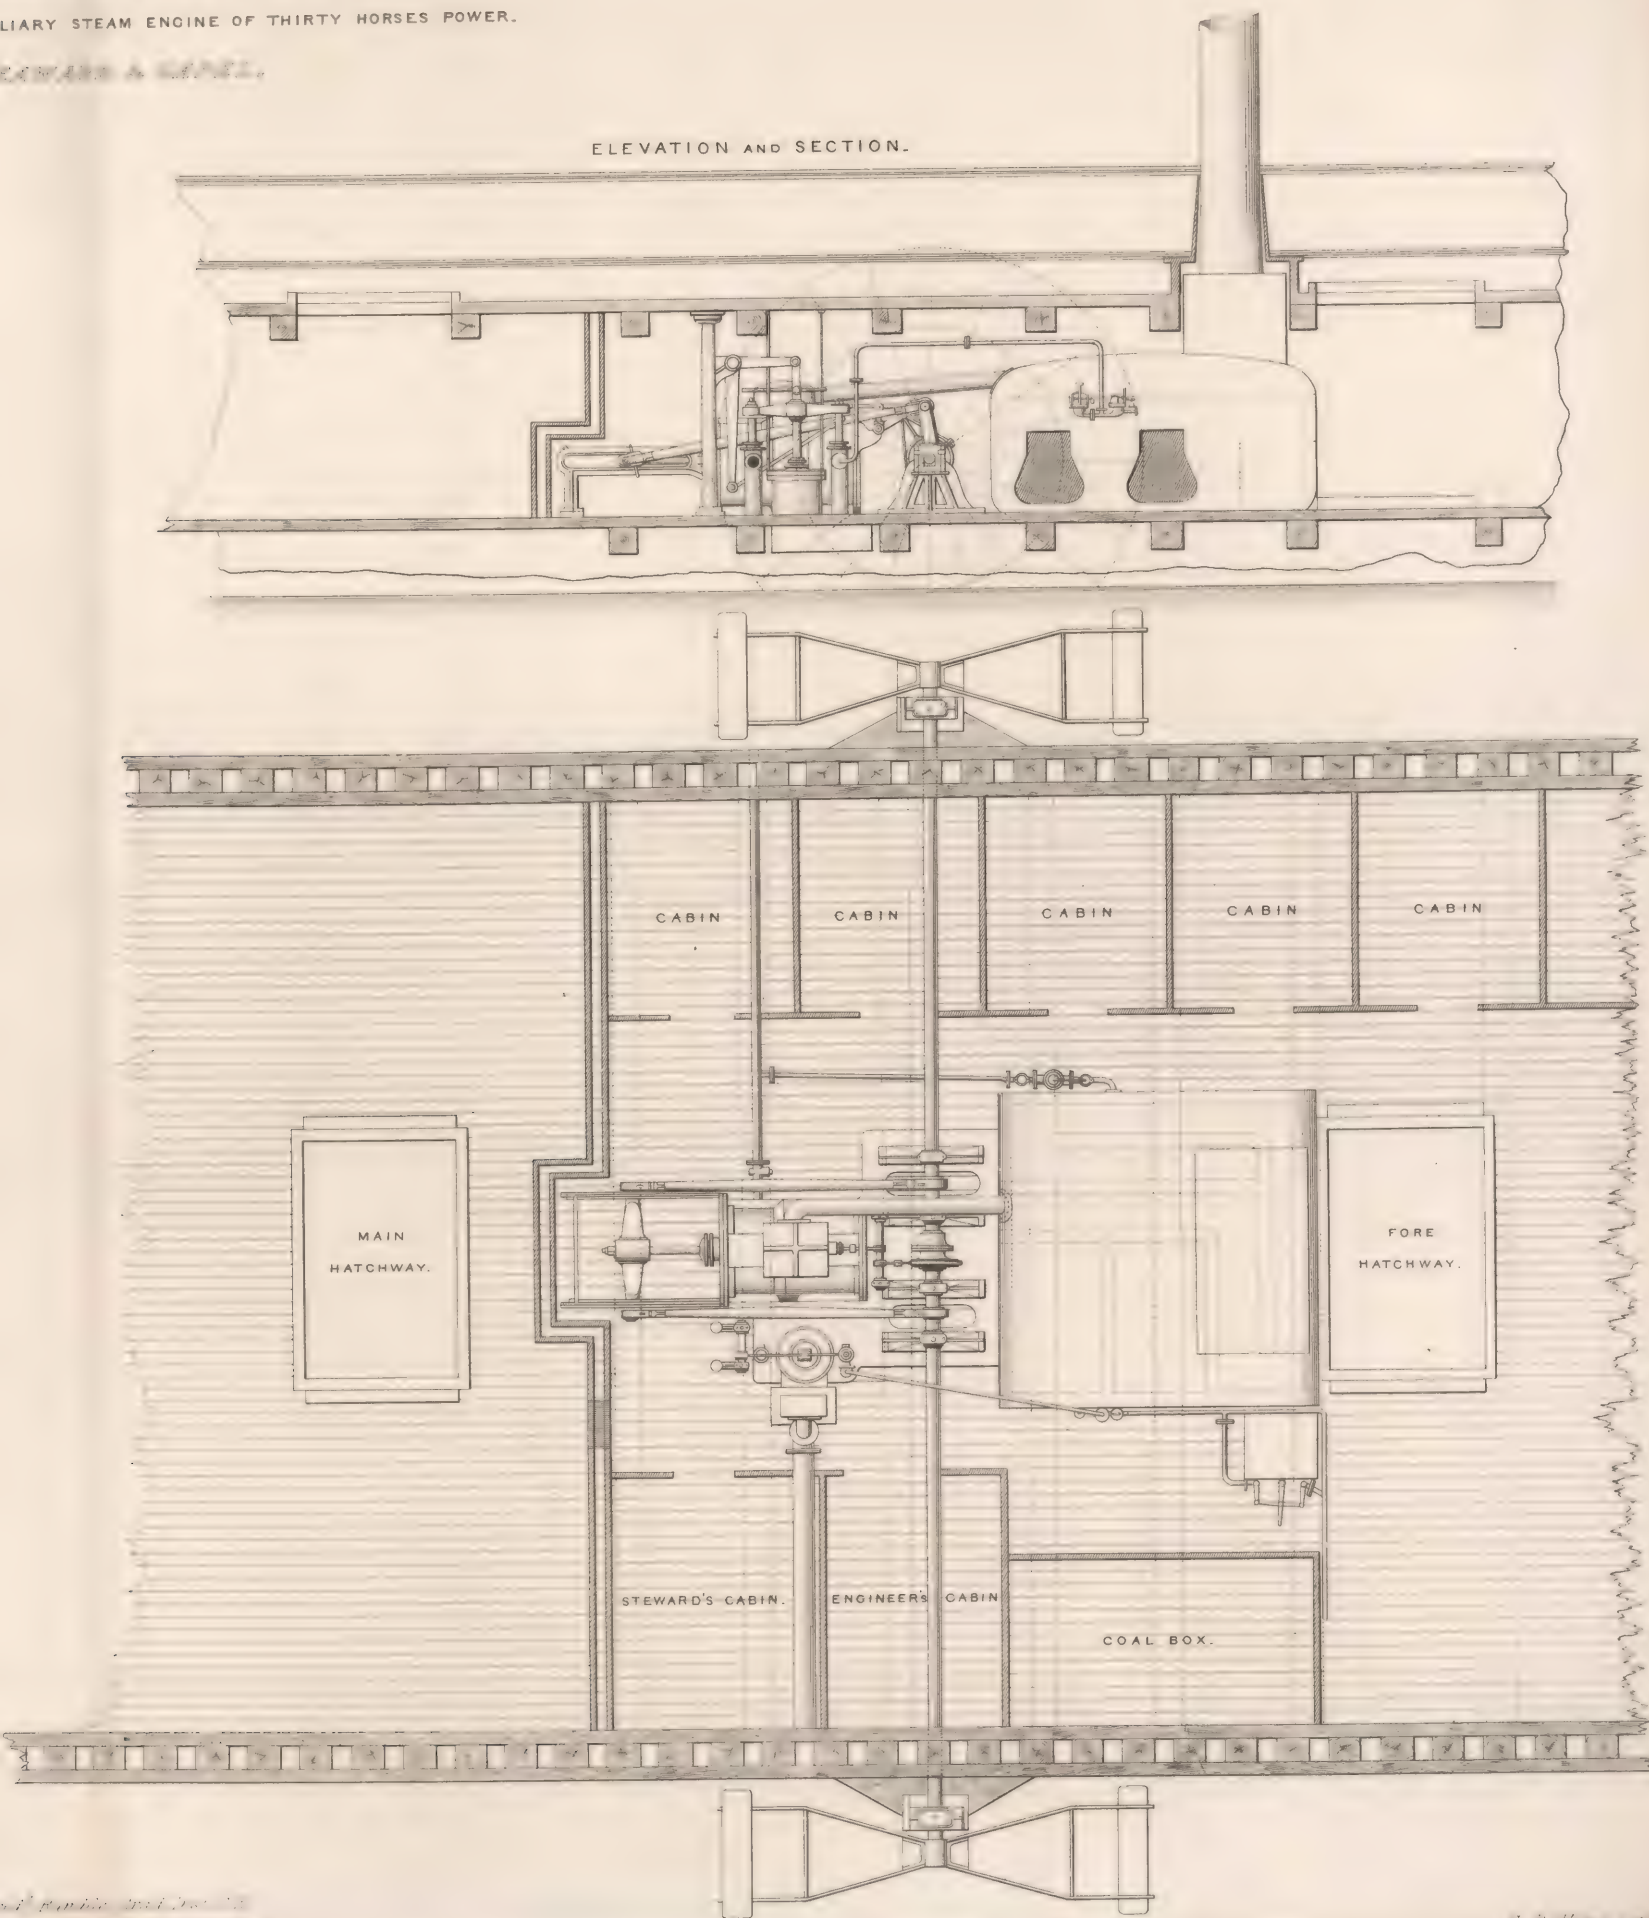 LIARY STEAM ENGINE OF THIRTY HORSES POWER.
ELEVATION AND SECTION.
CABIN
CABIN
CABIN
CABIN
CABIN
MAIN
HATCHWAY.
FORE
HATCHWAY.
STEWARD'S CABIN.
ENGINEER'S CABIN
COAL BOX.